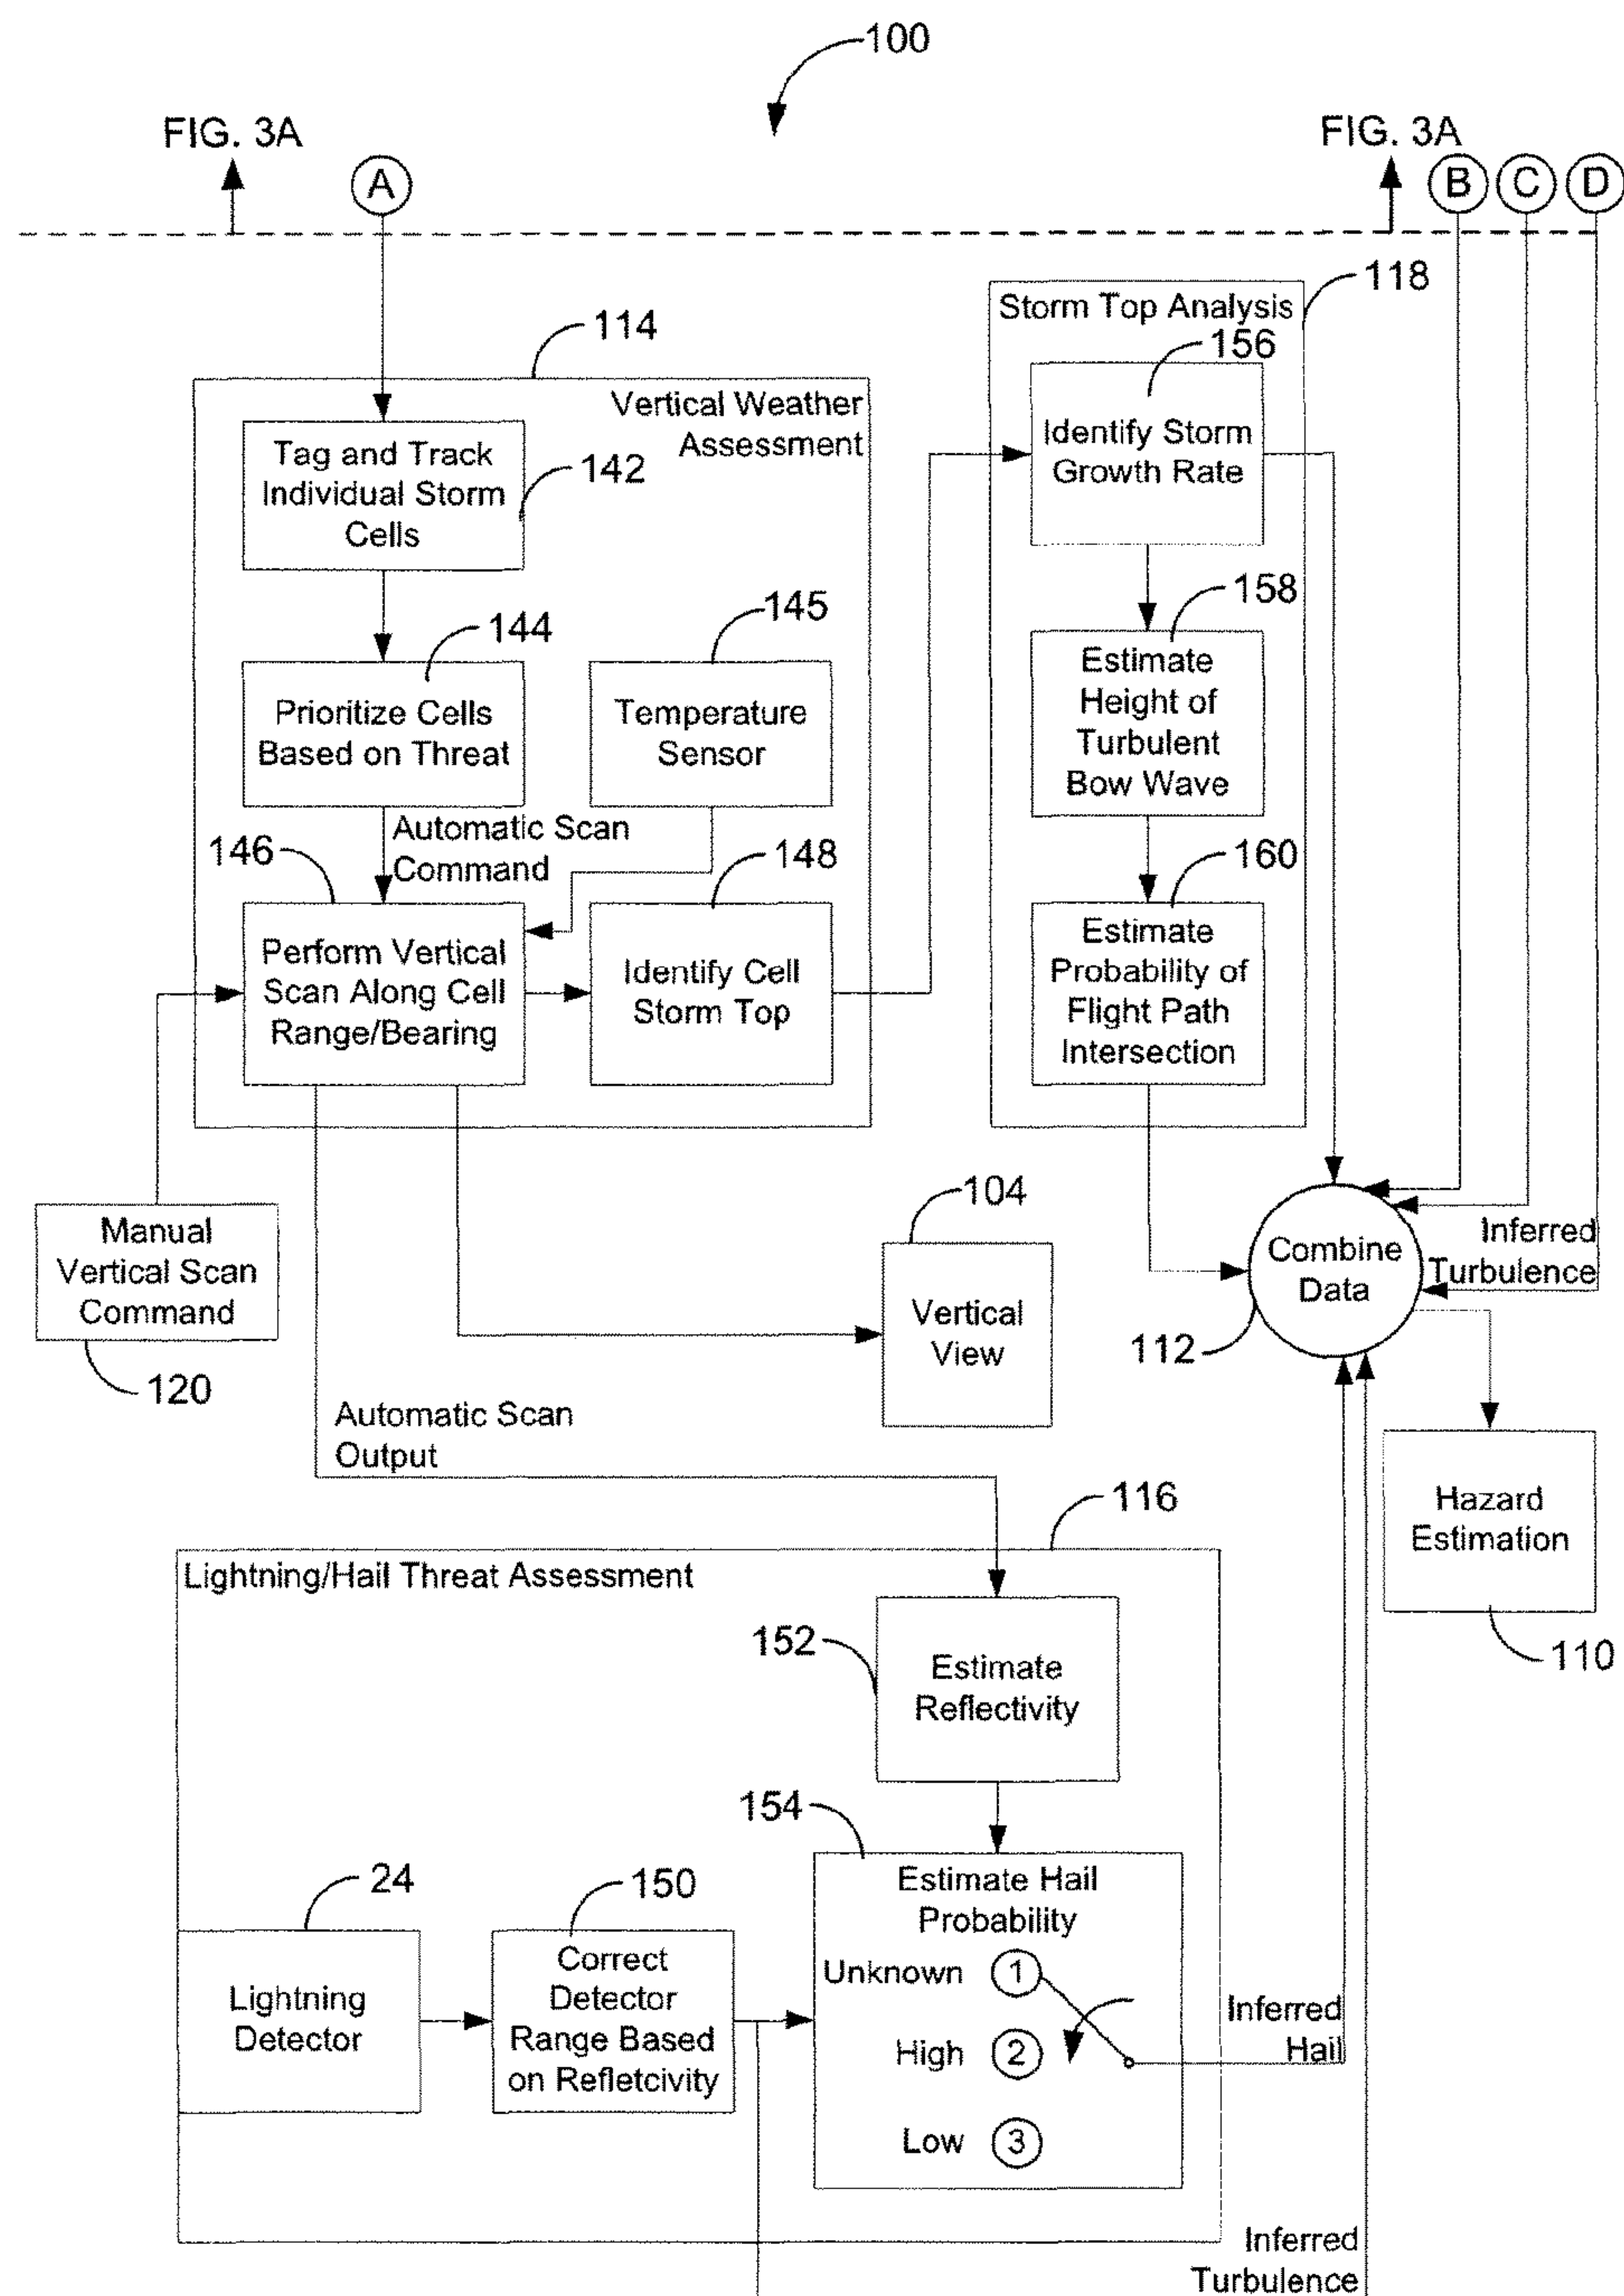 100
FIG. 3A
FIG. 3A
A
B
C
D
118
Storm Top Analysis
114
156
Vertical Weather
Assessment
Identify Storm
Growth Rate
Tag and Track
Individual Storm
Cells
142
158
145
144
Estimate
Height of
Turbulent
Bow Wave
Prioritize Cells
Based on Threat
Temperature
Sensor
Automatic Scan
Command
146
148
160
Estimate
Probability of
Flight Path
Intersection
Perform Vertical
Scan Along Cell
Range/Bearing
Identify Cell
Storm Top
104
Manual
Vertical Scan
Command
120
Vertical
View
Combine
Data
112
Inferred
Turbulence
Automatic Scan
Output
Hazard
Estimation
110
116
Lightning/Hail Threat Assessment
152
Estimate
Reflectivity
154
24
150
Estimate Hail
Probability
Lightning
Detector
Correct
Detector
Range Based
on Refletcivity
Unknown 1
High 2
Low 3
Inferred
Hail
Inferred
Turbulence